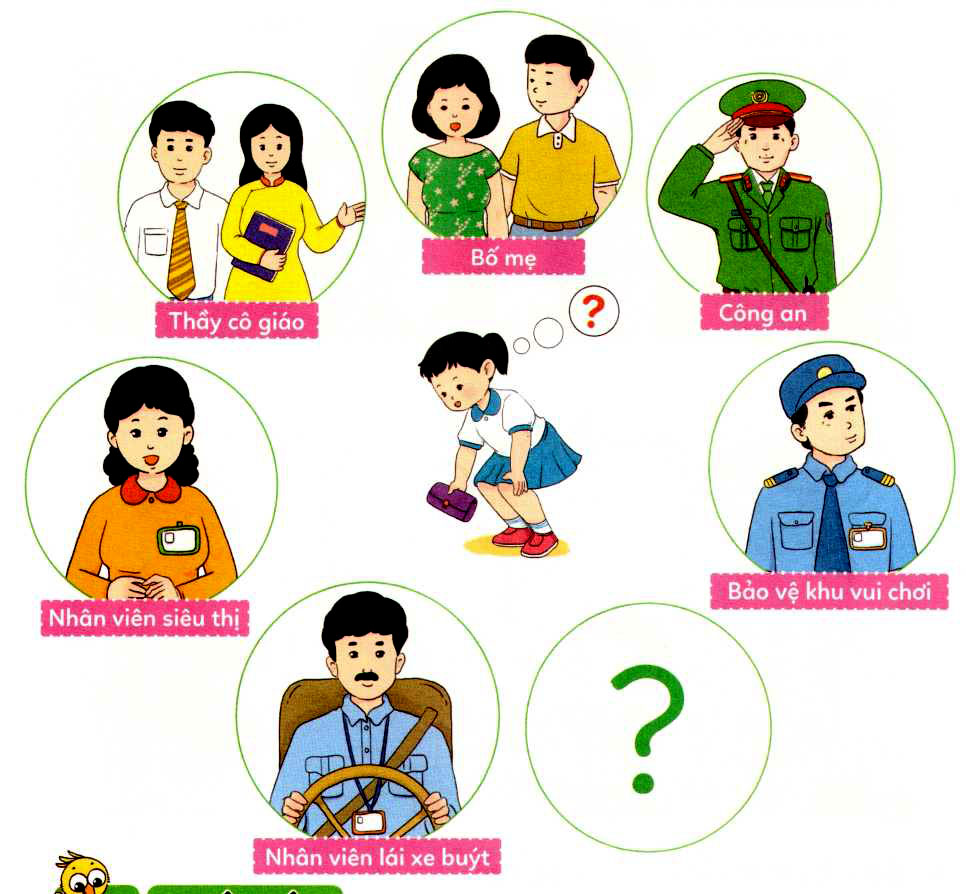 Bố mẹ
Thầy cô giáo
Công an
?
Nhân viên siêu thị
Bảo vệ khu vui chơi
?
Nhân viên lái xe buýt